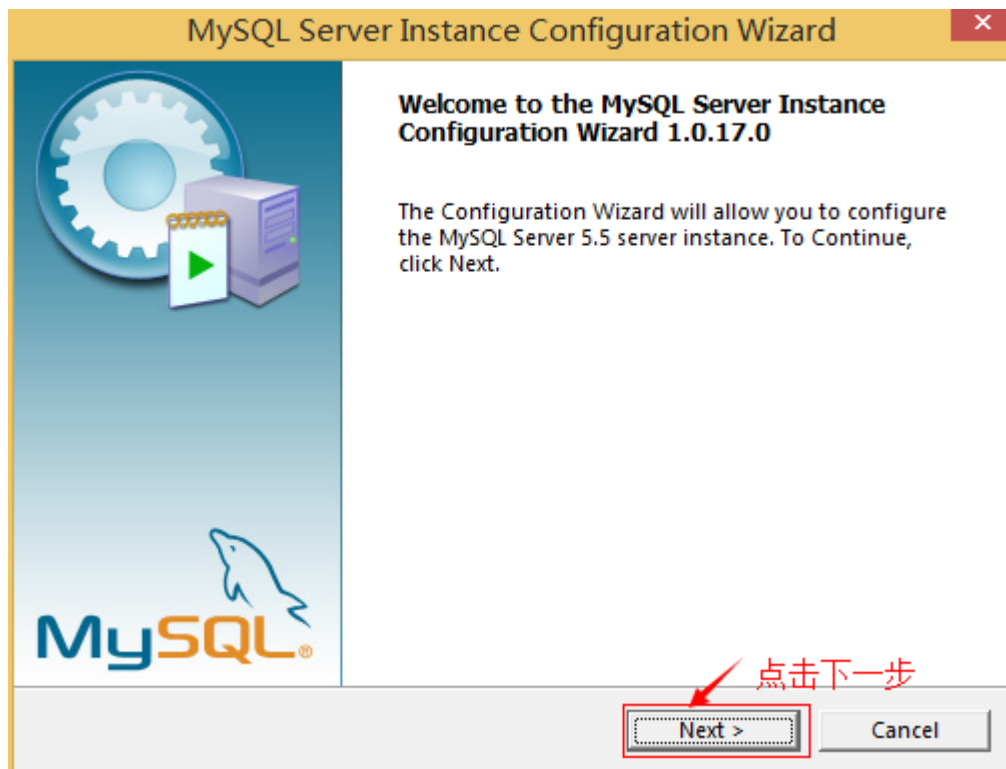 MySQL Server Instance Configuration Wizard
Welcome to the MySQL Server Instance
Configuration Wizard 1.0.17.0
The Configuration Wizard will allow you to configure
the MySQL Server 5.5 server instance. To Continue,
click Next.
MySQL®
点击下一步
Next >
Cancel